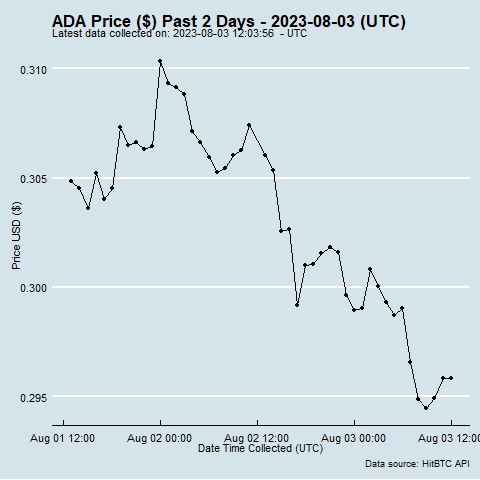 ADA Price ($) Past 2 Days - 2023-08-03 (UTC)
Latest data collected on: 2023-08-03 12:03:56 - UTC
0.310
0.305
0.300
0.295
Price USD ($)
Aug 01 12:00 Aug 02 00:00 Aug 02 12:00 Aug 03 00:00 Aug 03 12:00
Date Time Collected (UTC)
Data source: HitBTC API